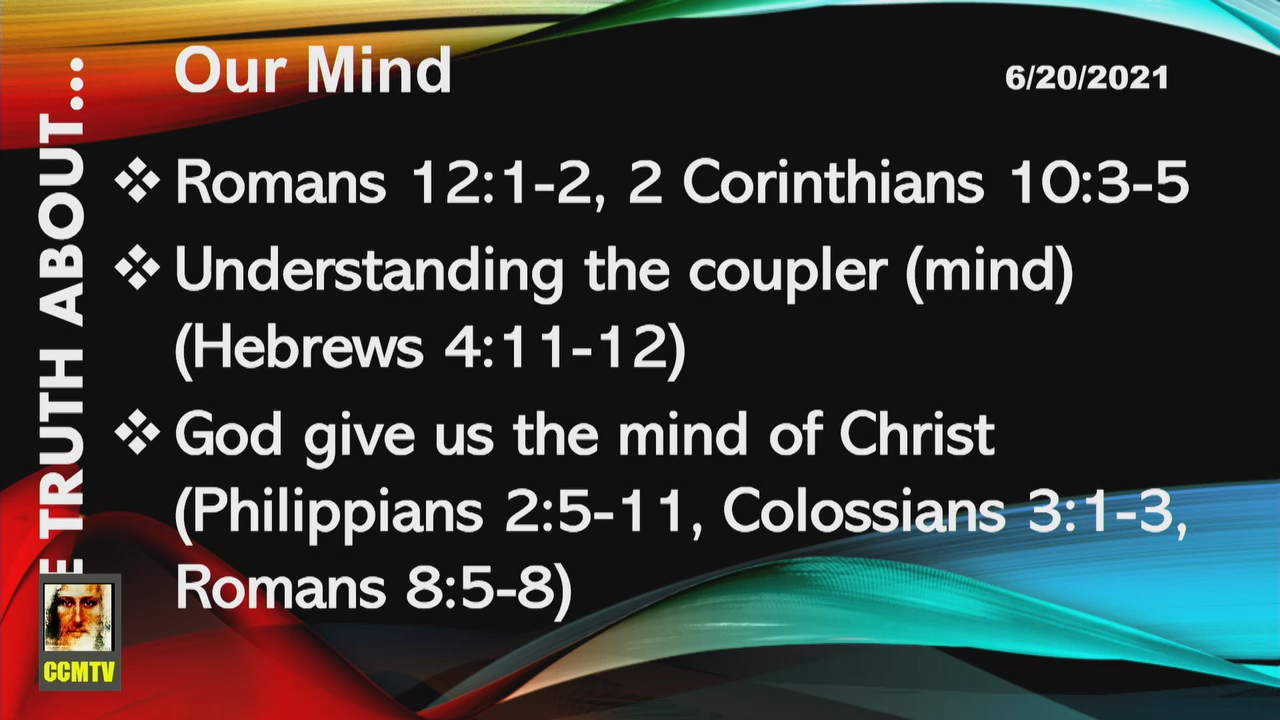 Our Mind
6/20/2021
E TRUTH ABOUT...
❖ Romans 12:1-2, 2 Corinthians 10:3-5
❖ Understanding the coupler (mind)
(Hebrews 4:11-12)
❖ God give us the mind of Christ
(Philippians 2:5-11, Colossians 3:1-3,
Romans 8:5-8)
CCMTV